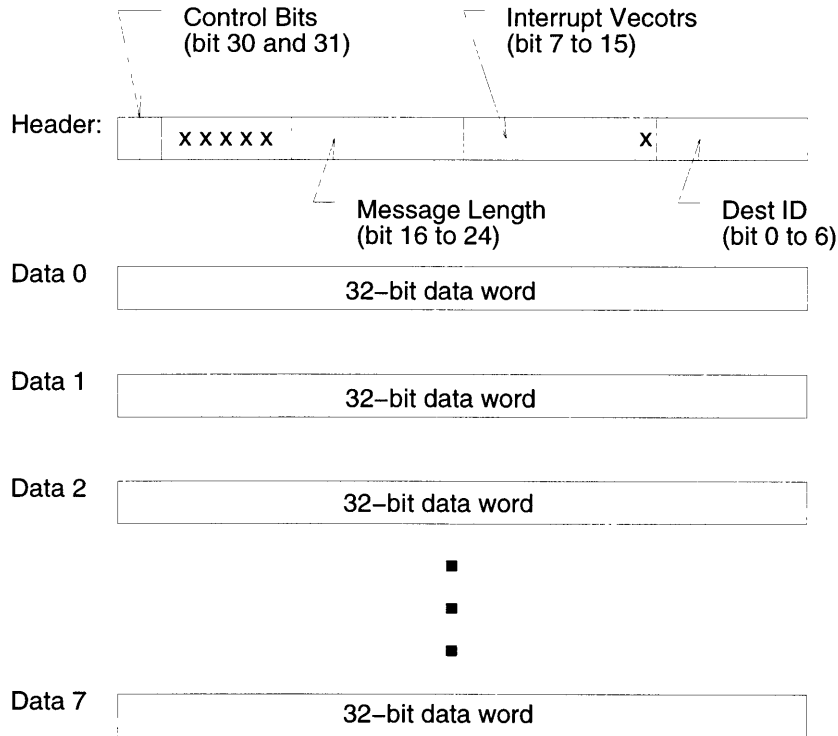 Control Bits
(bit 30 and 31)
Interrupt Vecotrs
(bit 7 to 15)
Header:
x x x x x
x
Message Length
(bit 16 to 24)
Dest ID
(bit 0 to 6)
Data 0
32-bit data word
Data 1
32-bit data word
Data 2
32-bit data word
Data 7
32-bit data word